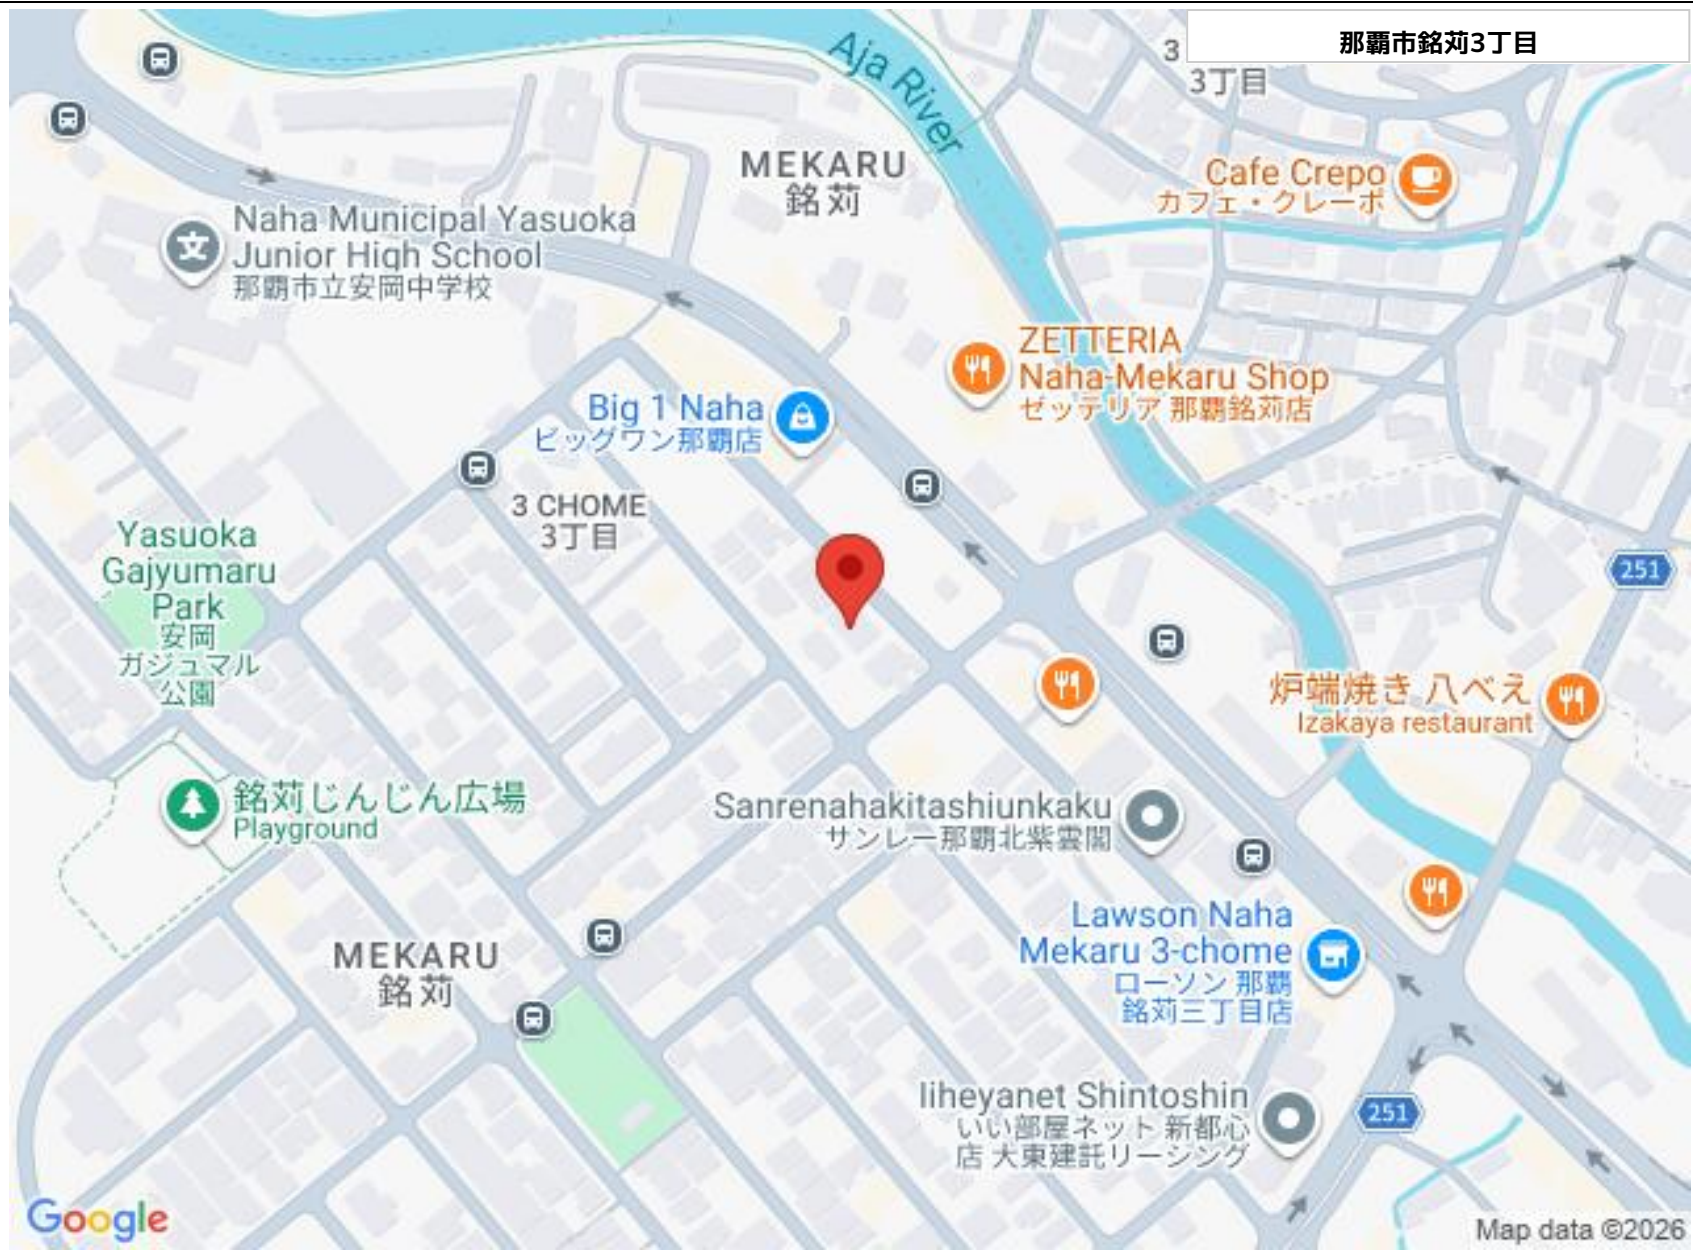 那覇市銘苅3丁目
Aja River
3
3丁目
MEKARU
銘苅
Cafe Crepo
カフェ・クレーポ
Naha Municipal Yasuoka
Junior High School
那覇市立安岡中学校
ZETTERIA
Naha-Mekaru Shop
ゼッテリア 那覇銘苅店
Big 1 Naha
ビッグワン那覇店
3 CHOME
3丁目
Yasuoka
Gajyumaru
Park
安岡
ガジュマル
公園
251
炉端焼き 八べえ
Izakaya restaurant
銘苅じんじん広場
Playground
Sanrenahakitashiunkaku
サンレー那覇北紫雲閣
Lawson Naha
Mekaru 3-chome
ローソン 那覇
銘苅三丁目店
MEKARU
銘苅
Iiheyanet Shintoshin
いい部屋ネット 新都心
店 大東建託リーシング
251
文
Google
Map data ©2026